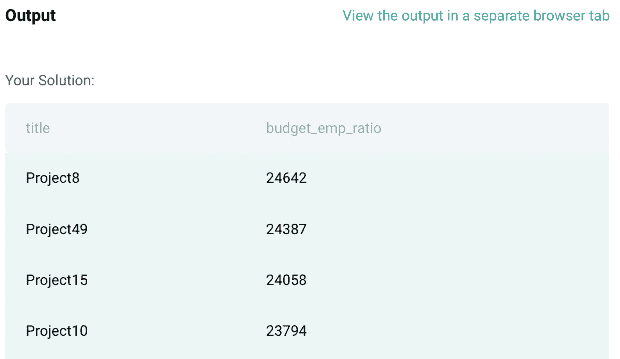 Output View the output in a separate browser tab
Your Solution:
title budget_emp_ratio
Project8 24642
Project49 24387
Project15 24058
Project10 23794